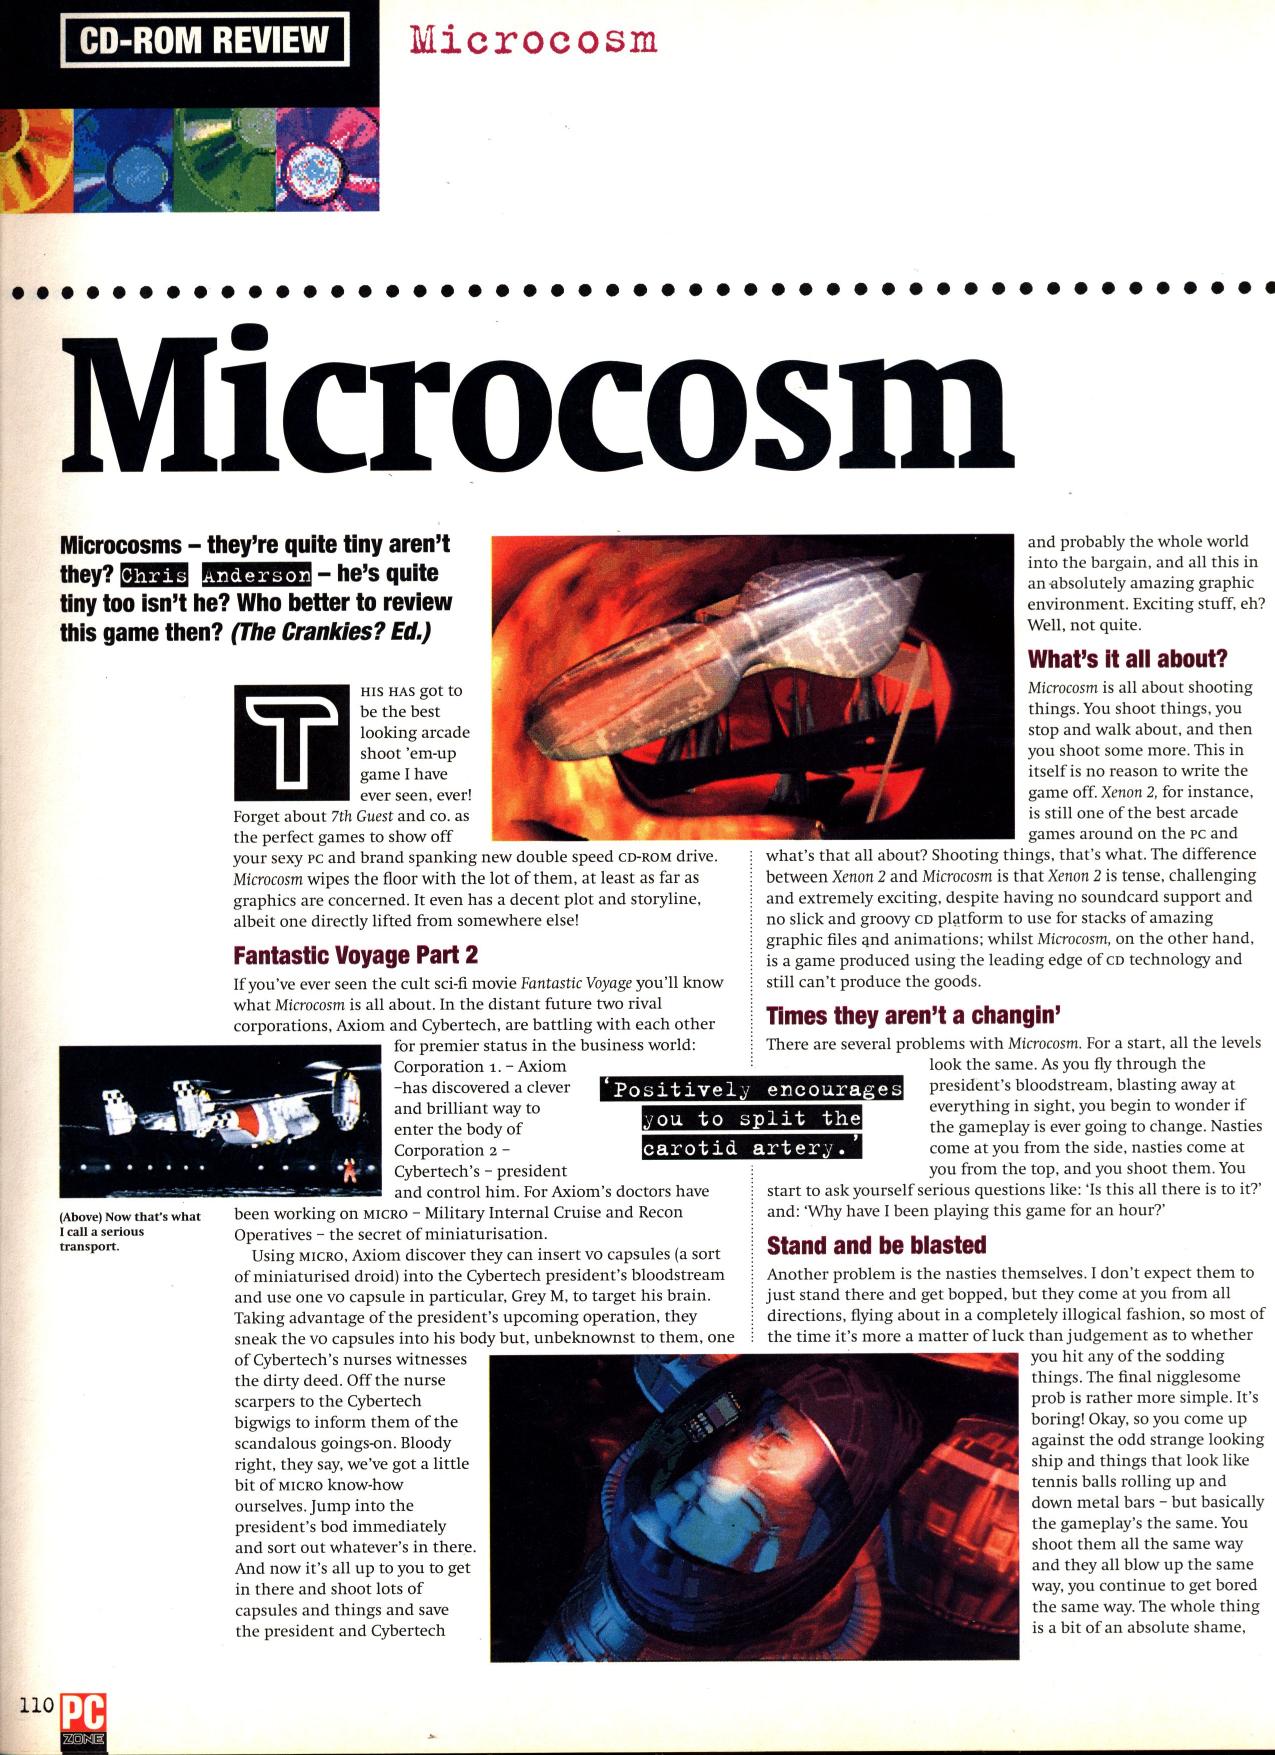 CD-ROM REVIEW
Microcosm
Microcosm
Microcosms – they're quite tiny aren't
they? Chris Anderson – he's quite
tiny too isn't he? Who better to review
this game then? (The Crankies? Ed.)
THIS HAS got to
be the best
looking arcade
shoot 'em-up
game I have
ever seen, ever!
Forget about 7th Guest and co. as
the perfect games to show off
your sexy PC and brand spanking new double speed CD-ROM drive.
Microcosm wipes the floor with the lot of them, at least as far as
graphics are concerned. It even has a decent plot and storyline,
albeit one directly lifted from somewhere else!
Fantastic Voyage Part 2
If you've ever seen the cult sci-fi movie Fantastic Voyage you'll know
what Microcosm is all about. In the distant future two rival
corporations, Axiom and Cybertech, are battling with each other
for premier status in the business world:
Corporation 1. – Axiom
–has discovered a clever
and brilliant way to
enter the body of
Corporation 2 –
Cybertech's – president
and control him. For Axiom's doctors have
been working on MICRO – Military Internal Cruise and Recon
Operatives – the secret of miniaturisation.
Using MICRO, Axiom discover they can insert VO capsules (a sort
of miniaturised droid) into the Cybertech president's bloodstream
and use one VO capsule in particular, Grey M, to target his brain.
Taking advantage of the president's upcoming operation, they
sneak the VO capsules into his body but, unbeknownst to them, one
of Cybertech's nurses witnesses
the dirty deed. Off the nurse
scarpers to the Cybertech
bigwigs to inform them of the
scandalous goings-on. Bloody
right, they say, we've got a little
bit of MICRO know-how
ourselves. Jump into the
president's bod immediately
and sort out whatever's in there.
And now it's all up to you to get
in there and shoot lots of
capsules and things and save
the president and Cybertech
(Above) Now that's what
I call a serious
transport.
'Positively encourages
you to split the
carotid artery.'
and probably the whole world
into the bargain, and all this in
an absolutely amazing graphic
environment. Exciting stuff, eh?
Well, not quite.
What's it all about?
Microcosm is all about shooting
things. You shoot things, you
stop and walk about, and then
you shoot some more. This in
itself is no reason to write the
game off. Xenon 2, for instance,
is still one of the best arcade
games around on the PC and
what's that all about? Shooting things, that's what. The difference
between Xenon 2 and Microcosm is that Xenon 2 is tense, challenging
and extremely exciting, despite having no soundcard support and
no slick and groovy CD platform to use for stacks of amazing
graphic files and animations; whilst Microcosm, on the other hand,
is a game produced using the leading edge of CD technology and
still can't produce the goods.
Times they aren't a changin'
There are several problems with Microcosm. For a start, all the levels
look the same. As you fly through the
president's bloodstream, blasting away at
everything in sight, you begin to wonder if
the gameplay is ever going to change. Nasties
come at you from the side, nasties come at
you from the top, and you shoot them. You
start to ask yourself serious questions like: 'Is this all there is to it?'
and: 'Why have I been playing this game for an hour?'
Stand and be blasted
Another problem is the nasties themselves. I don't expect them to
just stand there and get bopped, but they come at you from all
directions, flying about in a completely illogical fashion, so most of
the time it's more a matter of luck than judgement as to whether
you hit any of the sodding
things. The final nigglesome
prob is rather more simple. It's
boring! Okay, so you come up
against the odd strange looking
ship and things that look like
tennis balls rolling up and
down metal bars – but basically
the gameplay's the same. You
shoot them all the same way
and they all blow up the same
way, you continue to get bored
the same way. The whole thing
is a bit of an absolute shame,
110
PC
ZONE